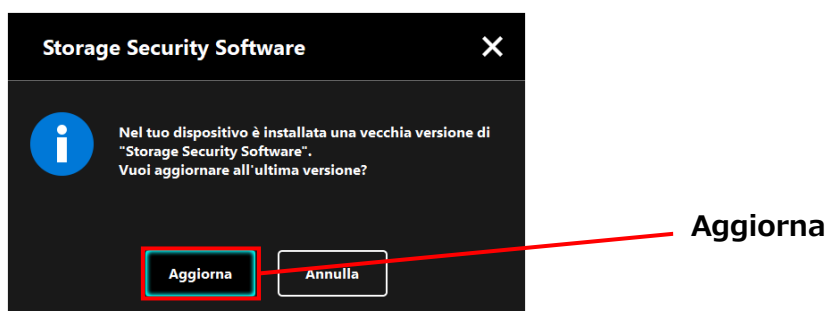 Storage Security Software
Nel tuo dispositivo è installata una vecchia versione di
"Storage Security Software".
Vuoi aggiornare all'ultima versione?
Aggiorna
Aggiorna
Annulla